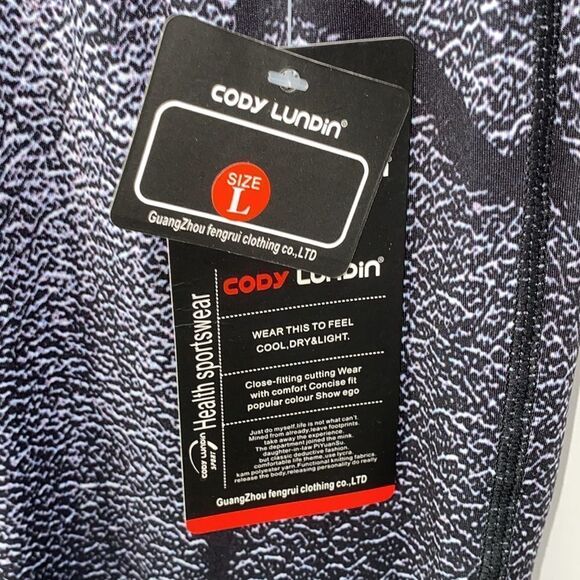 CODY LUNDIN®
SIZE
L
GuangZhou fengrui clothing co.,LTD
CODY LUNDIN®
WEAR THIS TO FEEL
COOL.DRY&LIGHT.
Close-fitting cutting Wear
with comfort Concise fit
popular colour Show ego
Just do myself,life is not what can't.
Mined from already,leave footprints.
take away the experience.
The department joined the mink.
daughter-in-law PiYuanSu.
but classic deductive fashion.
comfortable life theme,use lycra.
kam polyester yarn.Functional knitting fabrics.
release the body,releasing personality do really
GuangZhou fengrui clothing co.,LTD
CODY LUNDIN
SPORT
Health sportswear